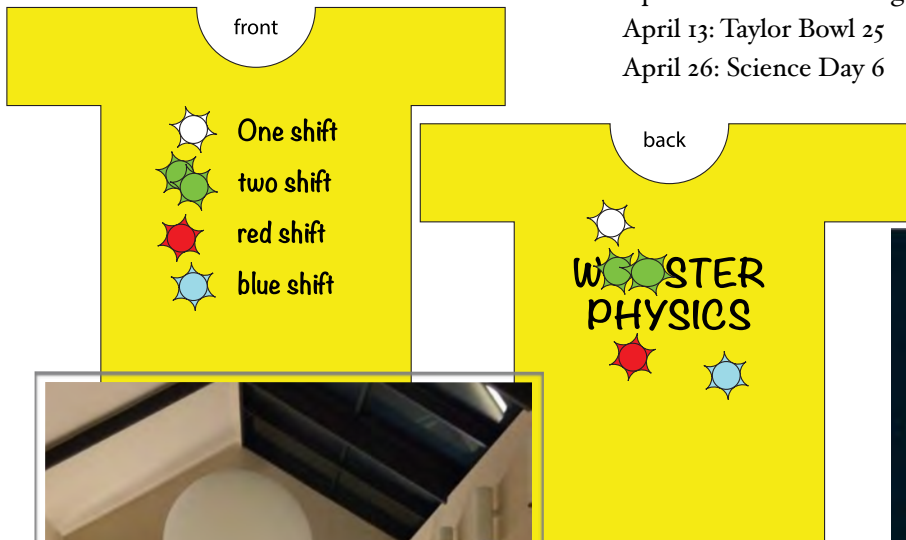 front
One shift
two shift
red shift
blue shift
April 13: Taylor Bowl 25
April 26: Science Day 6
back
WOOSTER
PHYSICS